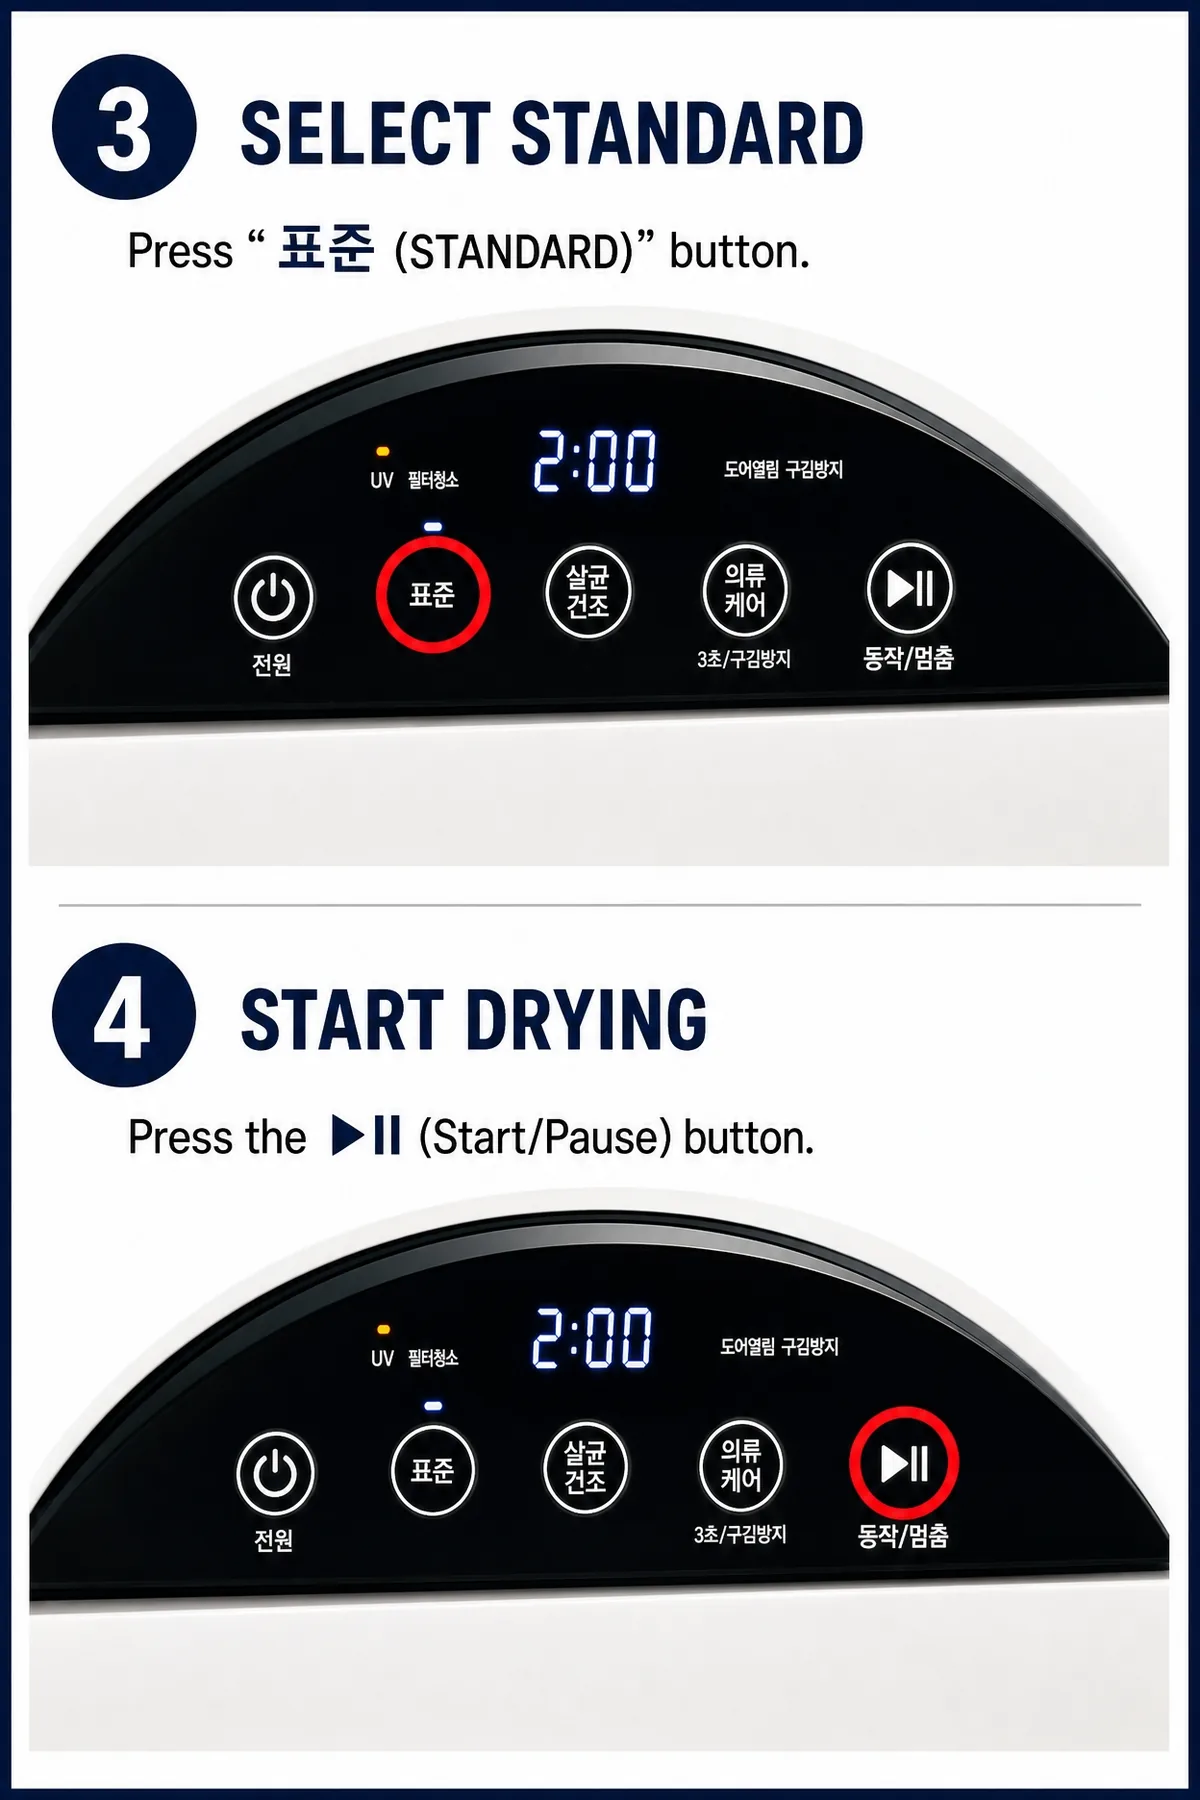 3 SELECT STANDARD
Press “ 표준 (STANDARD)” button.
2:00
UV 필터청소
도어열림 구김방지
표준
살균
건조
의류
케어
전원
3초/구김방지
동작/멈춤
4 START DRYING
Press the ▶II (Start/Pause) button.
2:00
UV 필터청소
도어열림 구김방지
표준
살균
건조
의류
케어
전원
3초/구김방지
동작/멈춤